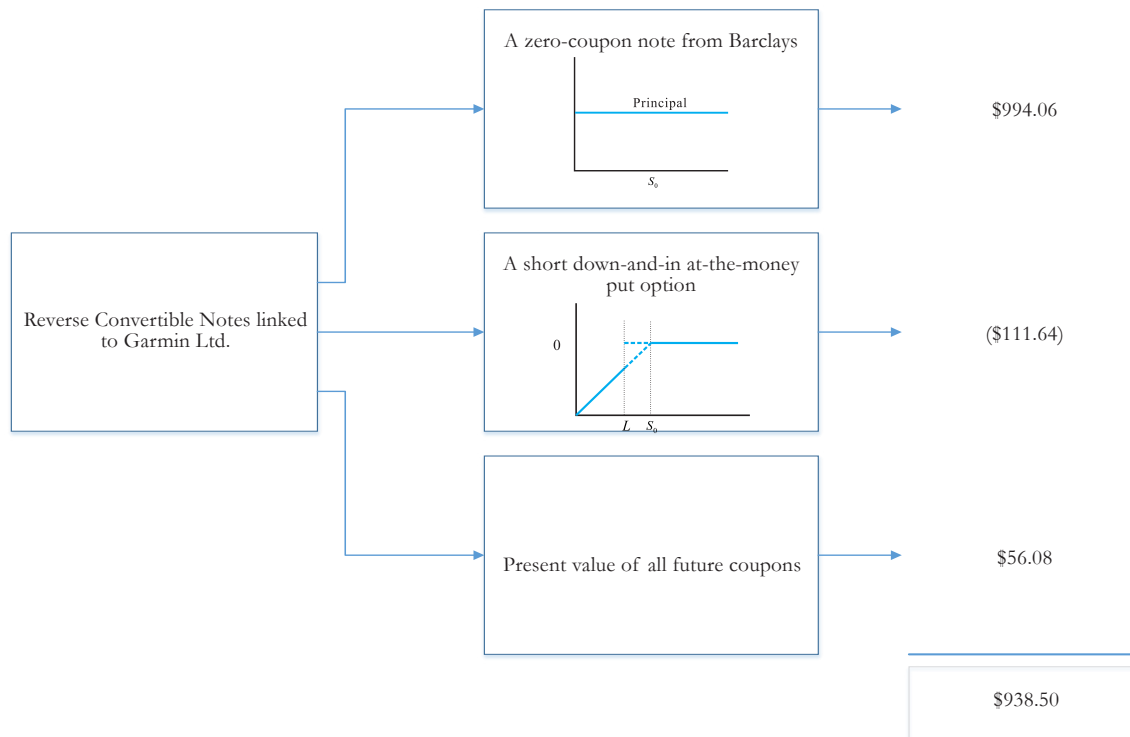 A zero-coupon note from Barclays
Principal
S₀
$994.06
Reverse Convertible Notes linked
to Garmin Ltd.
A short down-and-in at-the-money
put option
0
L S₀
($111.64)
Present value of all future coupons
$56.08
$938.50